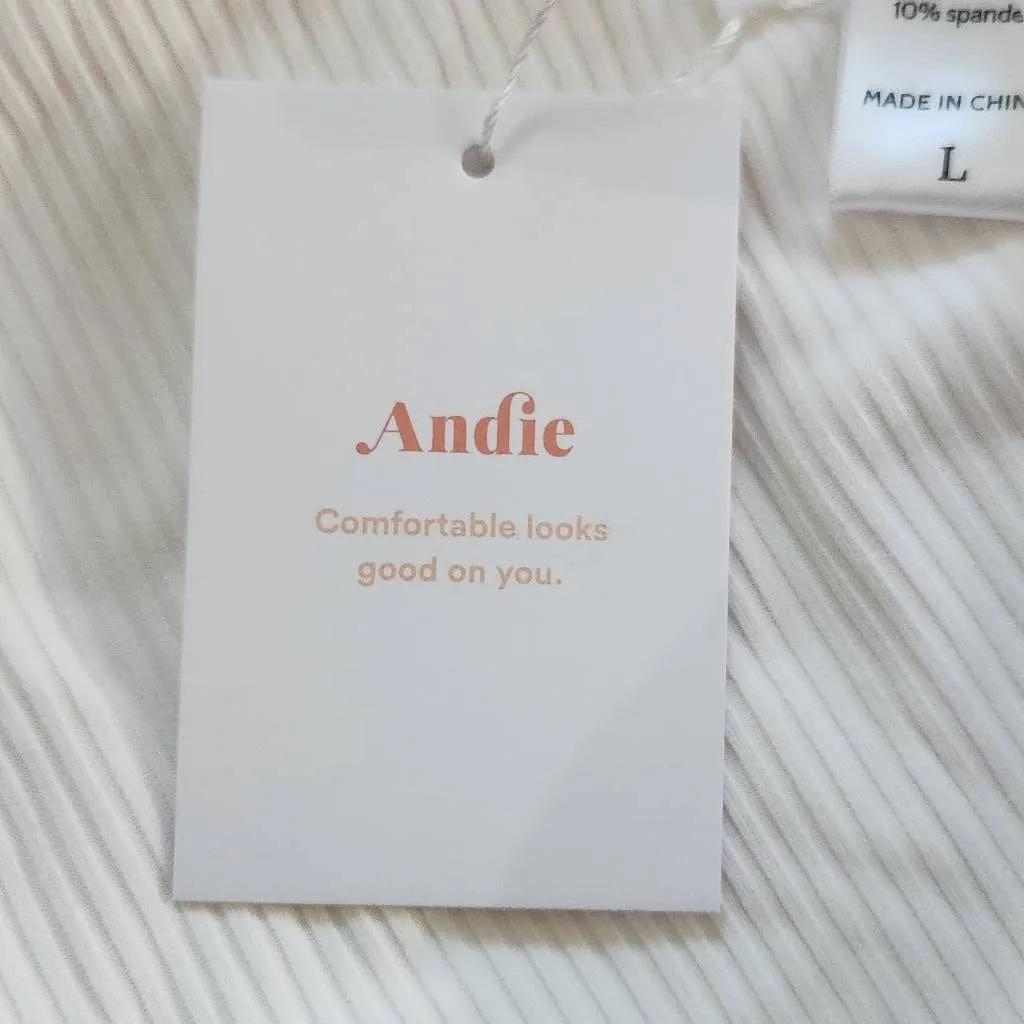 10% spande
MADE IN CHIN
L
Andie
Comfortable looks
good on you.